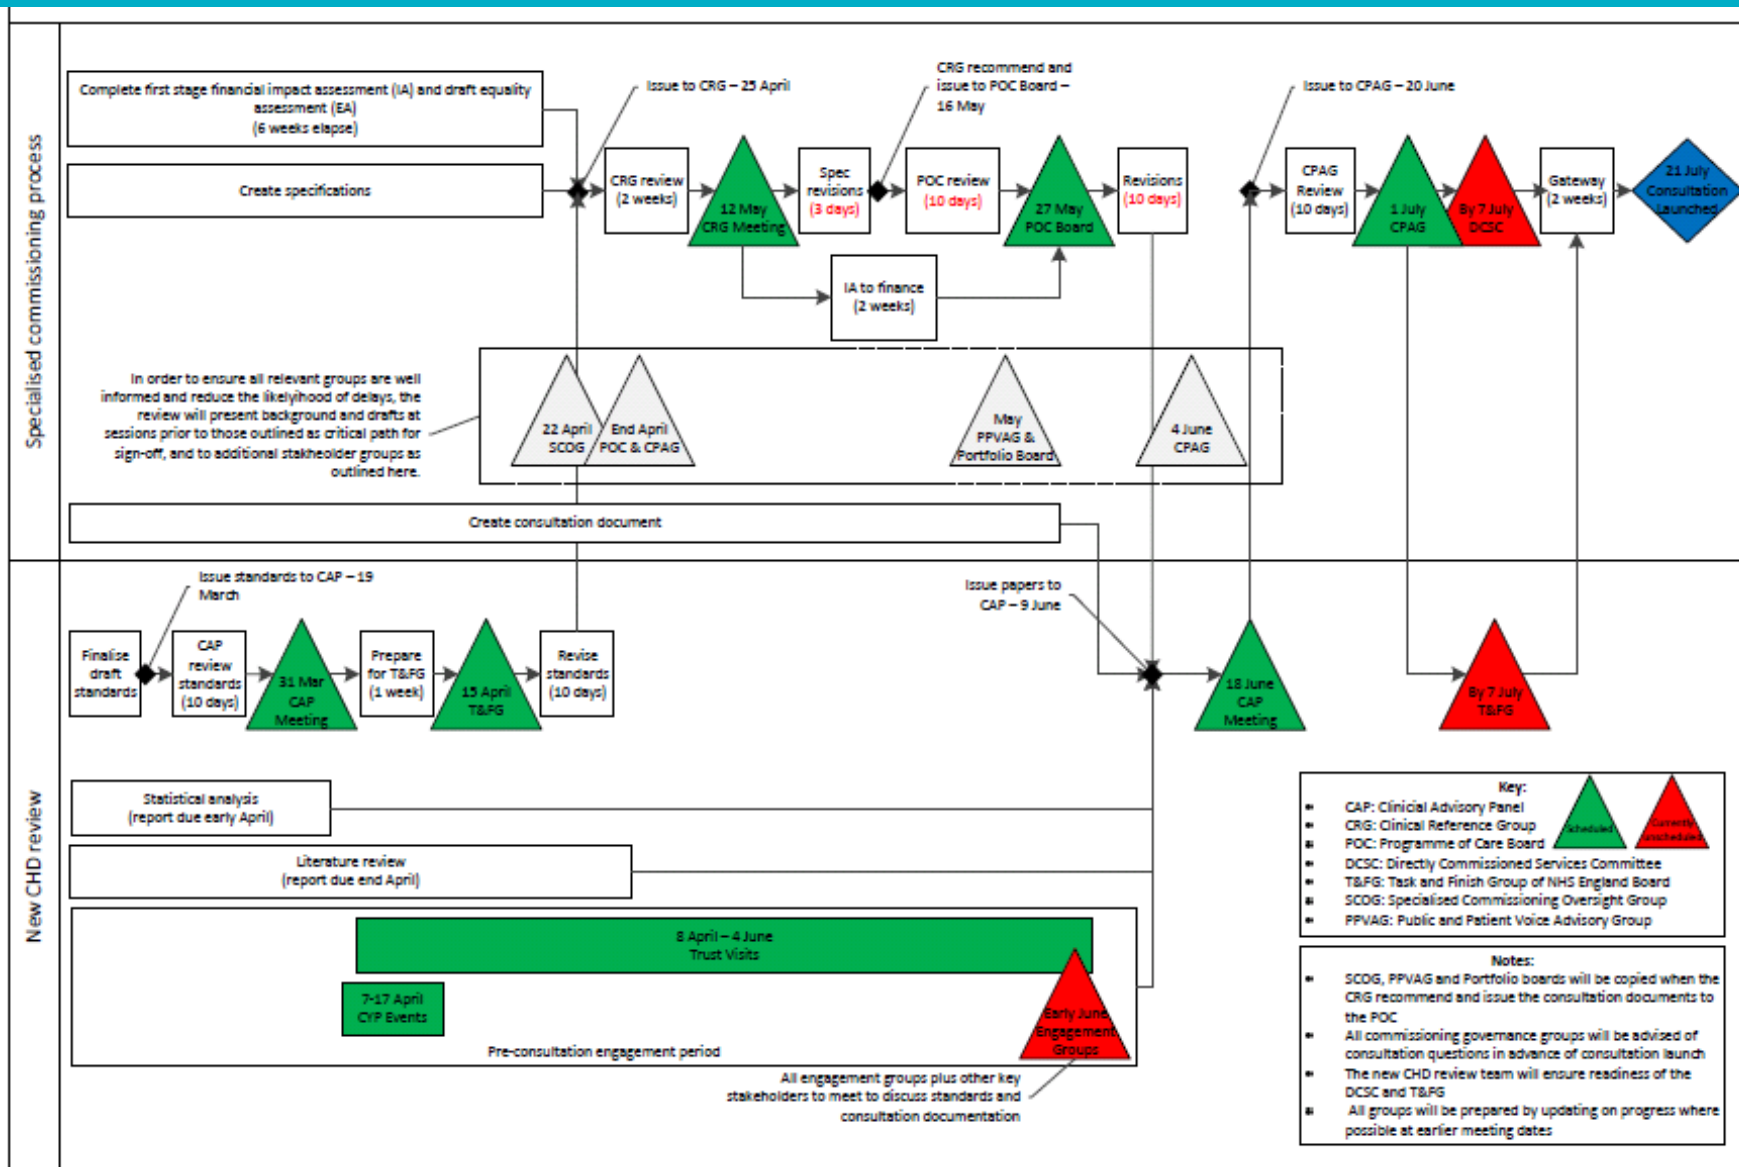 Specialised commissioning process
Complete first stage financial impact assessment (IA) and draft equality
assessment (EA)
(6 weeks elapse)
Create specifications
Issue to CRG – 25 April
CRG review
(2 weeks)
12 May
CRG Meeting
Spec
revisions
(3 days)
CRG recommend and
issue to POC Board –
16 May
POC review
(10 days)
27 May
POC Board
Revisions
(10 days)
IA to finance
(2 weeks)
Issue to CPAG – 20 June
CPAG
Review
(10 days)
1 July
CPAG
By 7 July
DCSC
Gateway
(2 weeks)
21 July
Consultation
Launched
In order to ensure all relevant groups are well
informed and reduce the likelyihood of delays, the
review will present background and drafts at
sessions prior to those outlined as critical path for
sign-off, and to additional stakheolder groups as
outlined here.
22 April
SCOG
End April
POC & CPAG
May
PPVAG &
Portfolio Board
4 June
CPAG
Create consultation document
New CHD review
Issue standards to CAP – 19
March
Finalise
draft
standards
CAP
review
standards
(10 days)
31 Mar
CAP
Meeting
Prepare
for T&FG
(1 week)
15 April
T&FG
Revise
standards
(10 days)
Issue papers to
CAP – 9 June
18 June
CAP
Meeting
By 7 July
T&FG
Statistical analysis
(report due early April)
Literature review
(report due end April)
8 April – 4 June
Trust Visits
7-17 April
CYP Events
Early June
Engagement
Groups
Pre-consultation engagement period
All engagement groups plus other key
stakeholders to meet to discuss standards and
consultation documentation
Key:
• CAP: Clinicial Advisory Panel
• CRG: Clinical Reference Group
• POC: Programme of Care Board
• DCSC: Directly Commissioned Services Committee
• T&FG: Task and Finish Group of NHS England Board
• SCOG: Specialised Commissioning Oversight Group
• PPVAG: Public and Patient Voice Advisory Group
Scheduled
Currently
unscheduled
Notes:
• SCOG, PPVAG and Portfolio boards will be copied when the
CRG recommend and issue the consultation documents to
the POC
• All commissioning governance groups will be advised of
consultation questions in advance of consultation launch
• The new CHD review team will ensure readiness of the
DCSC and T&FG
• All groups will be prepared by updating on progress where
possible at earlier meeting dates